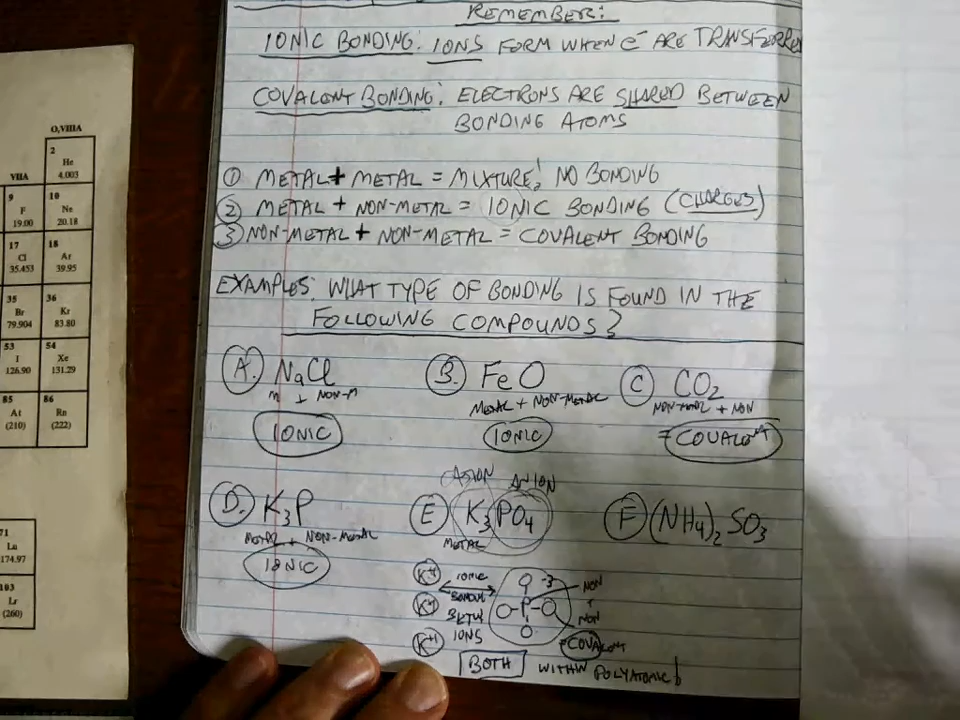 REMEMBER:
IONIC BONDING: IONS FORM WHEN e⁻ ARE TRANSFERRED
COVALENT BONDING: ELECTRONS ARE SHARED BETWEEN
BONDING ATOMS
① METAL + METAL = MIXTURE! NO BONDING
② METAL + NON-METAL = IONIC BONDING (CHARGES)
③ NON-METAL + NON-METAL = COVALENT BONDING
EXAMPLES: WHAT TYPE OF BONDING IS FOUND IN THE
FOLLOWING COMPOUNDS?
A. NaCl
M + NON-M
IONIC
B. FeO
METAL + NON-METAL
IONIC
C CO₂
NON-METAL + NON
= COVALENT
D. K₃P
METAL + NON-METAL
IONIC
E K₃PO₄
CATION ANION
METAL
K⁺
K⁺
K⁺
IONIC
BETW
IONS
O -3
O-P-O
O
NON
+
NON
= COVALENT
BOTH WITHIN POLYATOMIC!
F (NH₄)₂SO₃
O,VIIIA
VIIA
2
He
4.003
9
F
19.00
10
Ne
20.18
17
Cl
35.453
18
Ar
39.95
35
Br
79.904
36
Kr
83.80
53
I
126.90
54
Xe
131.29
85
At
(210)
86
Rn
(222)
71
Lu
174.97
103
Lr
(260)